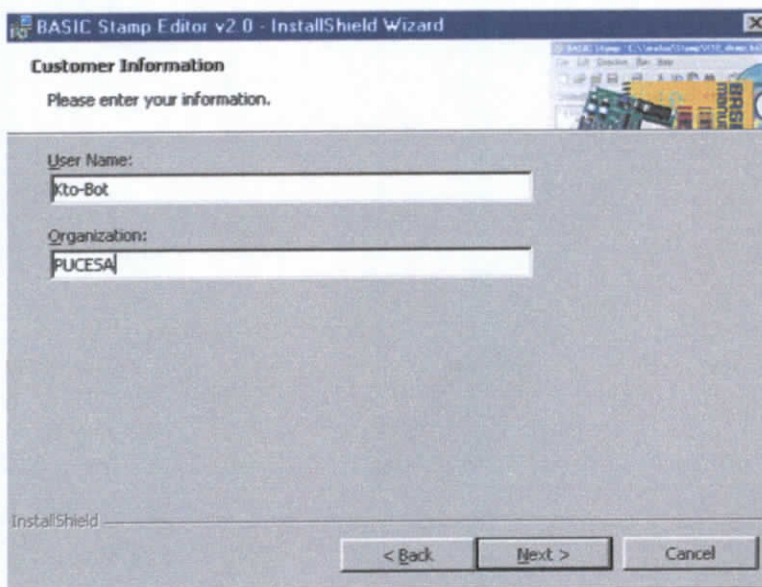 BASIC Stamp Editor v2.0 - InstallShield Wizard
Customer Information
Please enter your information.
User Name:
Kto-Bot
Organization:
PUCESA
InstallShield
< Back
Next >
Cancel